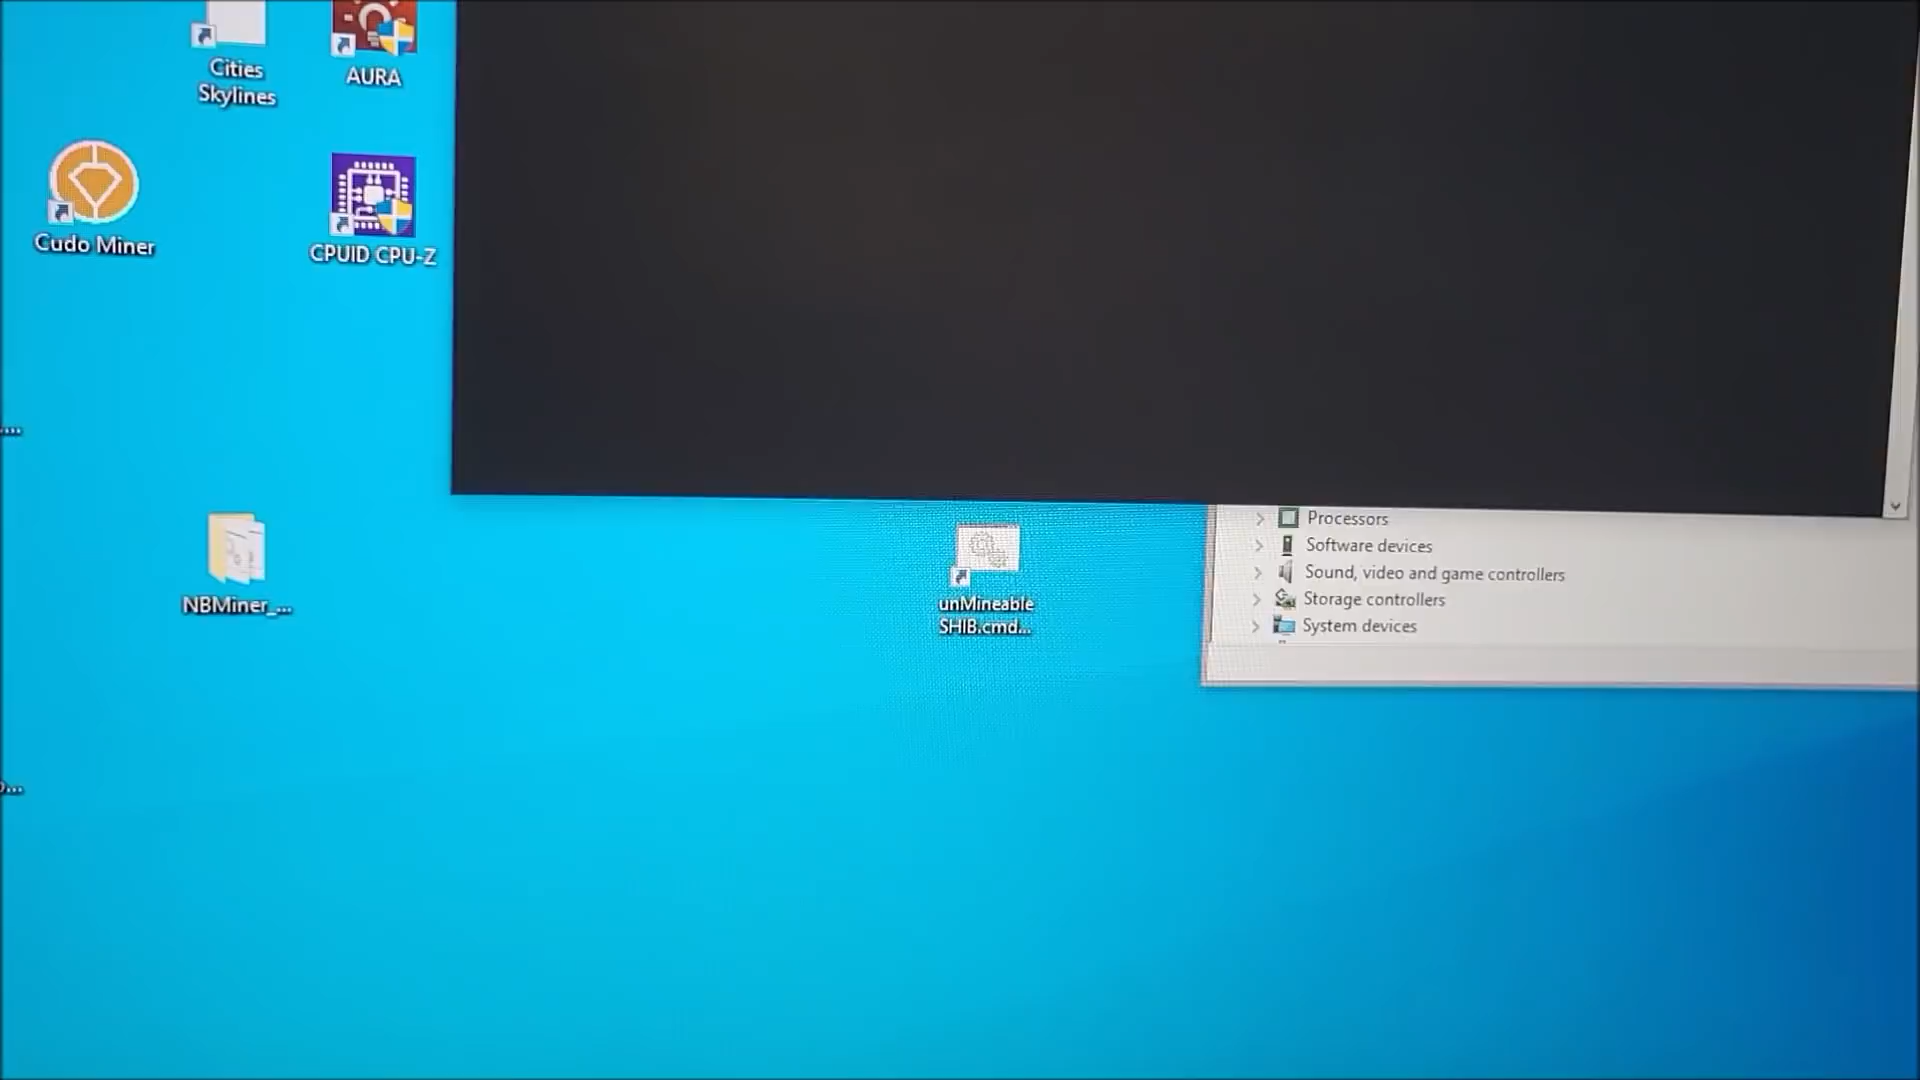 Cities
Skylines
AURA
Cudo Miner
CPUID CPU-Z
NBMiner_...
unMineable
SHIB.cmd...
Processors
Software devices
Sound, video and game controllers
Storage controllers
System devices